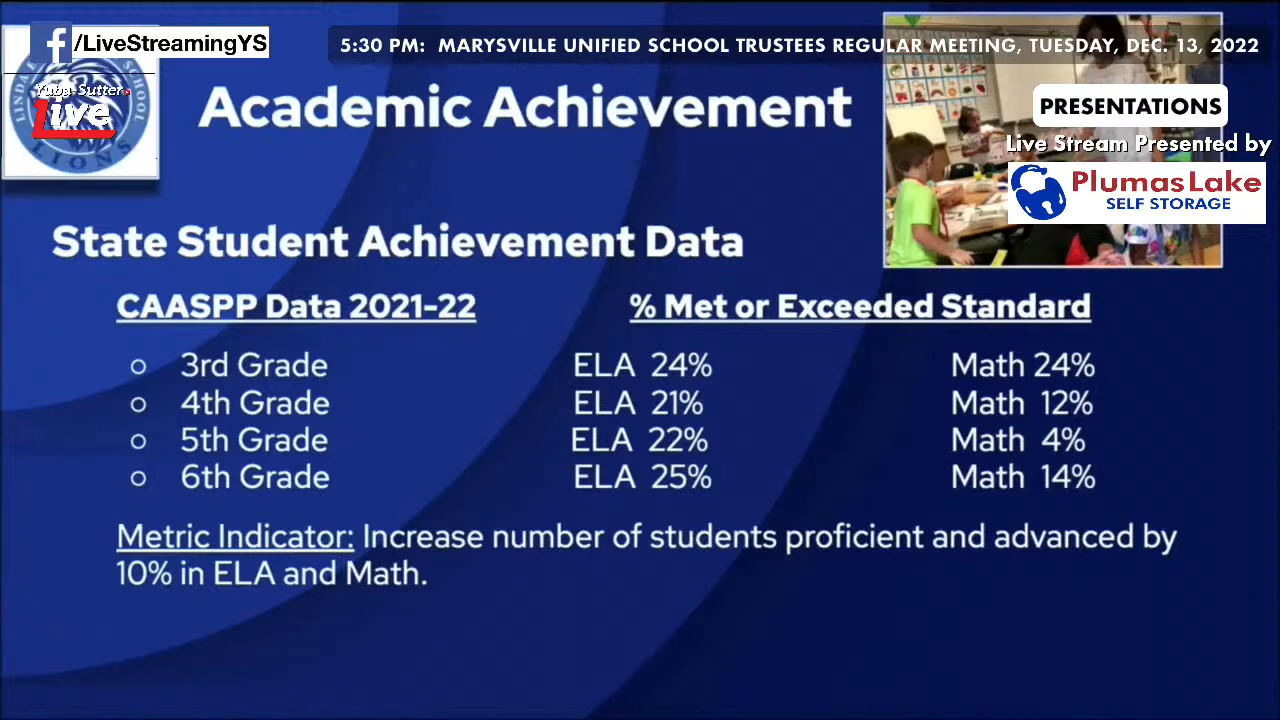 /LiveStreamingYS
5:30 PM: MARYSVILLE UNIFIED SCHOOL TRUSTEES REGULAR MEETING, TUESDAY, DEC. 13, 2022
LINDA SCHOOL
LIONS
Yuba-Sutter
Live
Academic Achievement
PRESENTATIONS
Live Stream Presented by
Plumas Lake
SELF STORAGE
State Student Achievement Data
CAASPP Data 2021-22 % Met or Exceeded Standard
○ 3rd Grade ELA 24% Math 24%
○ 4th Grade ELA 21% Math 12%
○ 5th Grade ELA 22% Math 4%
○ 6th Grade ELA 25% Math 14%
Metric Indicator: Increase number of students proficient and advanced by
10% in ELA and Math.